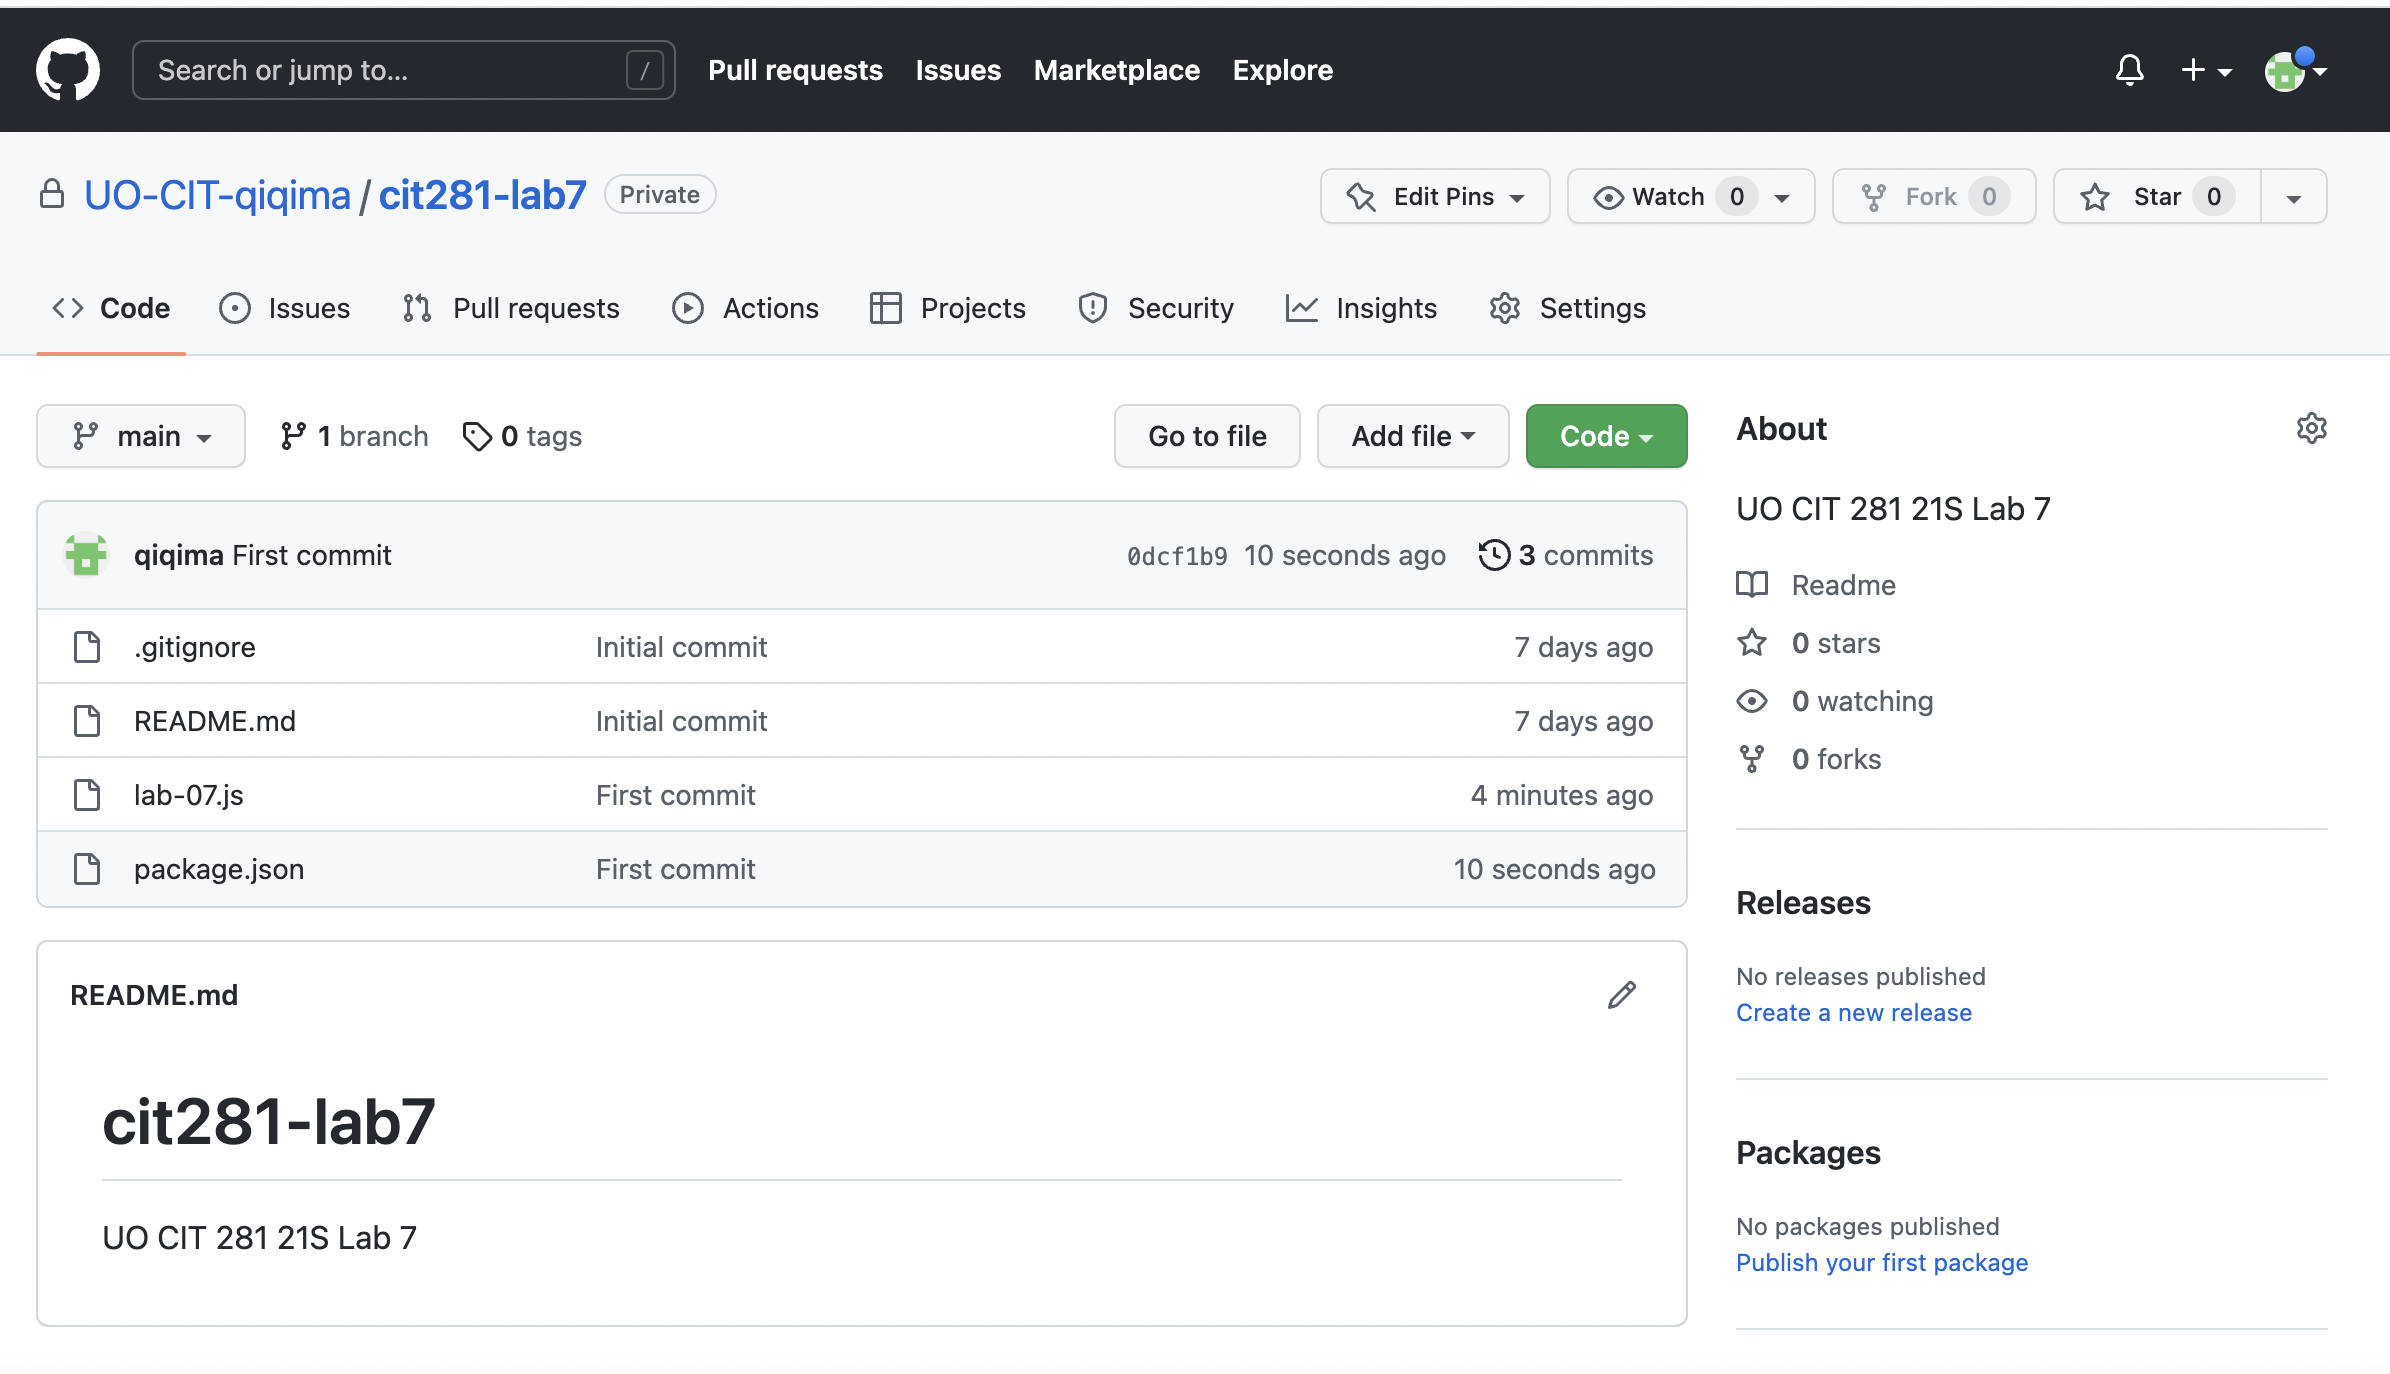 Search or jump to... / Pull requests Issues Marketplace Explore
UO-CIT-qiqima / cit281-lab7 Private Edit Pins Watch 0 Fork 0 Star 0
Code Issues Pull requests Actions Projects Security Insights Settings
main 1 branch 0 tags Go to file Add file Code
qiqima First commit 0dcf1b9 10 seconds ago 3 commits
.gitignore Initial commit 7 days ago
README.md Initial commit 7 days ago
lab-07.js First commit 4 minutes ago
package.json First commit 10 seconds ago
README.md
cit281-lab7
UO CIT 281 21S Lab 7
About
UO CIT 281 21S Lab 7
Readme
0 stars
0 watching
0 forks
Releases
No releases published
Create a new release
Packages
No packages published
Publish your first package